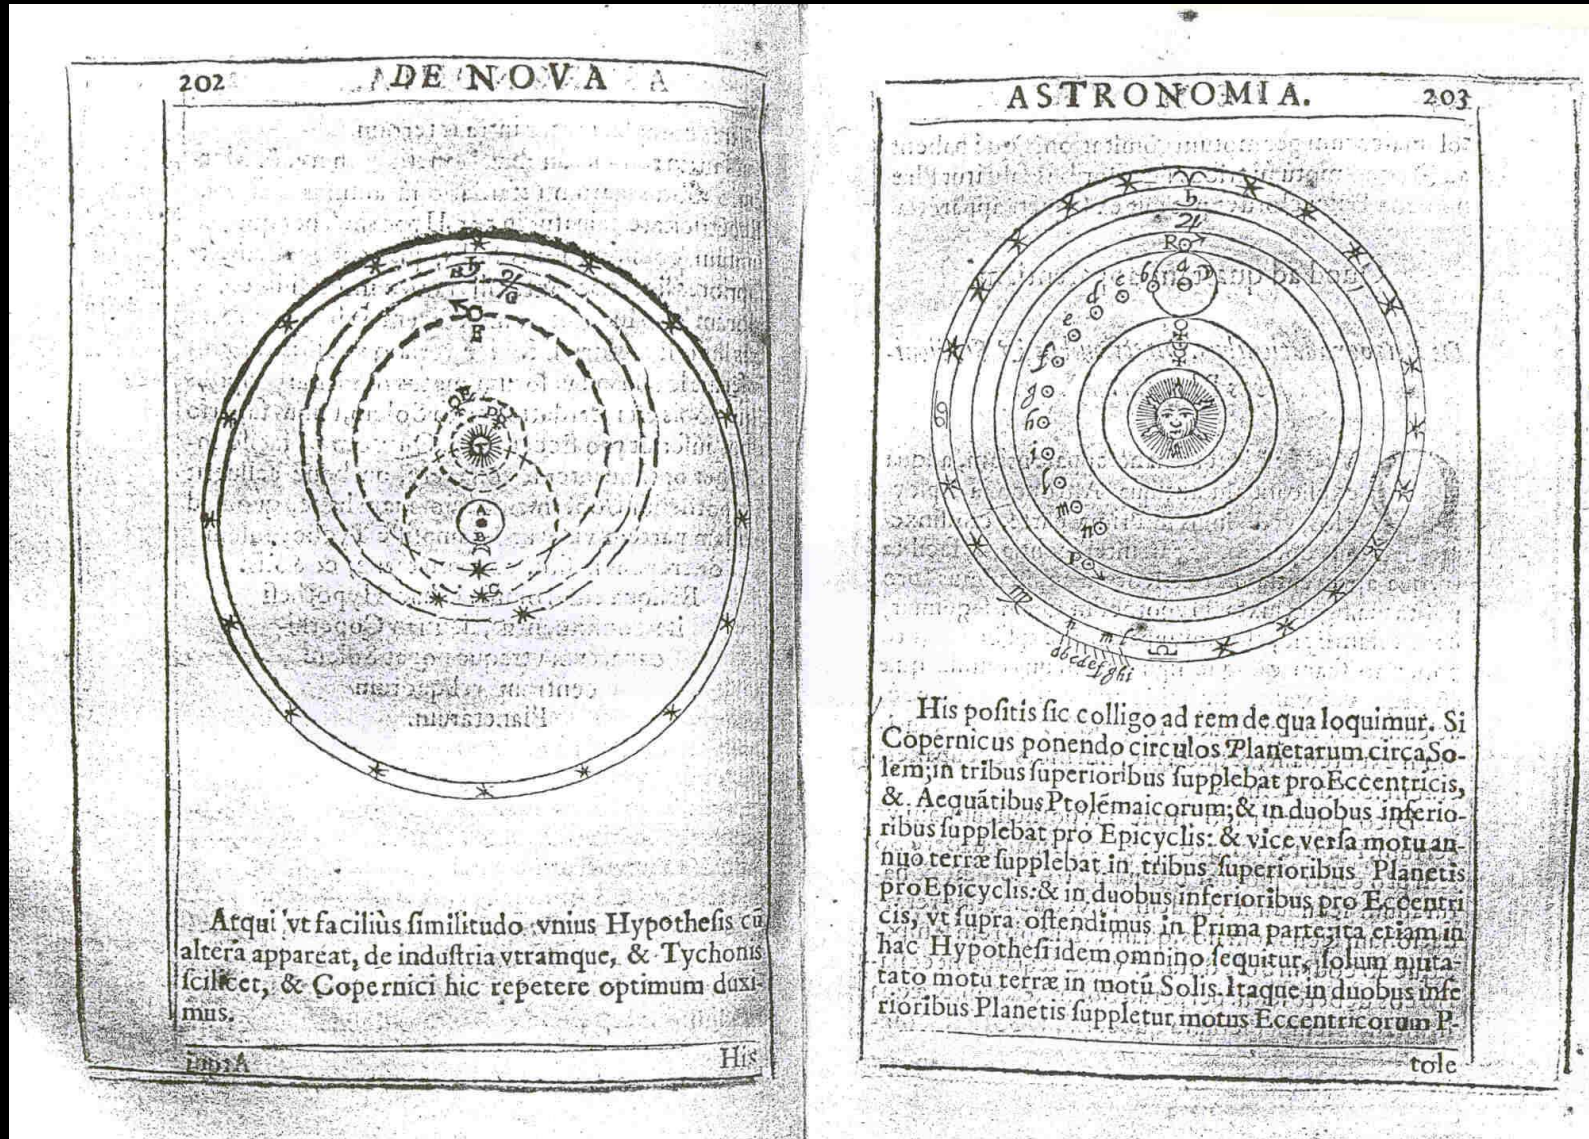 202
DE NOVA
Atqui vt faciliùs ſimilitudo vnius Hypotheſis cũ
altera appareat, de induſtria vtramque, & Tychonis
ſcilicet, & Copernici hic repetere optimum duxi-
mus.
His
ASTRONOMIA.
203
R
a
b
c
d
e
f
g
h
i
l
m
n
P
n m l
d b c d e f g h i
His poſitis ſic colligo ad rem de qua loquimur. Si
Copernicus ponendo circulos Planetarum circa So-
lem; in tribus ſuperioribus ſupplebat pro Eccentricis,
& Aequãtibus Ptolémaicorum; & in duobus inferio-
ribus ſupplebat pro Epicyclis: & vice verſa motu an-
nuo terræ ſupplebat in tribus ſuperioribus Planetis
pro Epicyclis: & in duobus inferioribus pro Eccentri
cis, vt ſupra oſtendimus in Prima parte; ita etiam in
hac Hypotheſi idem omnino ſequitur, ſolum muta-
tato motu terræ in motũ Solis. Itaque in duobus infe
rioribus Planetis ſuppletur motus Eccentricorum P-
tole